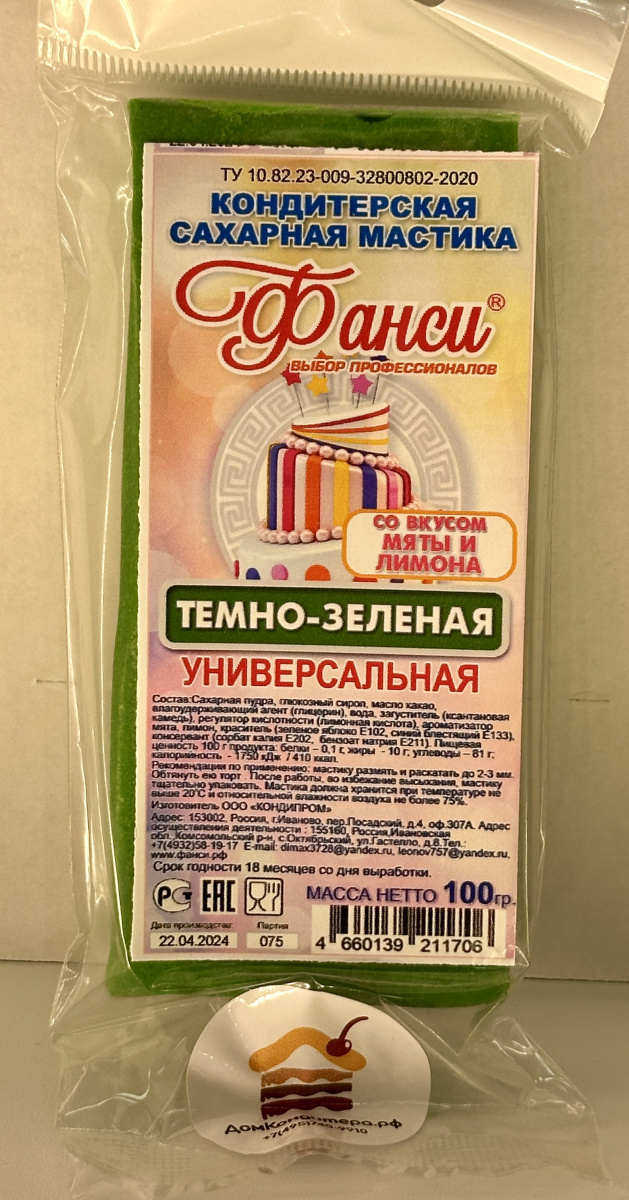 ТУ 10.82.23-009-32800802-2020
КОНДИТЕРСКАЯ
САХАРНАЯ МАСТИКА
Фанси®
ВЫБОР ПРОФЕССИОНАЛОВ
СО ВКУСОМ
МЯТЫ И
ЛИМОНА
ТЕМНО-ЗЕЛЕНАЯ
УНИВЕРСАЛЬНАЯ
Состав:Сахарная пудра, глюкозный сироп, масло какао,
влагоудерживающий агент (глицерин), вода, загуститель (ксантановая
камедь), регулятор кислотности (лимонная кислота), ароматизатор
мята, лимон, краситель (зеленое яблоко Е102, синий блестящий Е133),
консервант (сорбат калия Е202, бензоат натрия Е211). Пищевая
ценность 100 г продукта: белки – 0,1 г, жиры - 10 г; углеводы – 81 г;
калорийность - 1750 кДж / 410 ккал.
Рекомендации по применению: мастику размять и раскатать до 2-3 мм.
Обтянуть ею торт . После работы, во избежание высыхания, мастику
тщательно упаковать. Мастика должна хранится при температуре не
выше 20°С и относительной влажности воздуха не более 75%.
Изготовитель ООО «КОНДИПРОМ»
Адрес: 153002, Россия, г.Иваново, пер.Посадский, д.4, оф.307А. Адрес
осуществления деятельности : 155160, Россия,Ивановская
обл.,Комсомольский р-н, с.Октябрьский, ул.Гастелло, д.8.Тел.:
+7(4932)58-19-17 E-mail: dimax3728@yandex.ru, leonov757@yandex.ru,
www.фанси.рф
Срок годности 18 месяцев со дня выработки.
РСТ ЕАС МАССА НЕТТО 100гр.
Дата производства: Партия
22.04.2024 075
4 660139 211706
ДомКондитера.рф